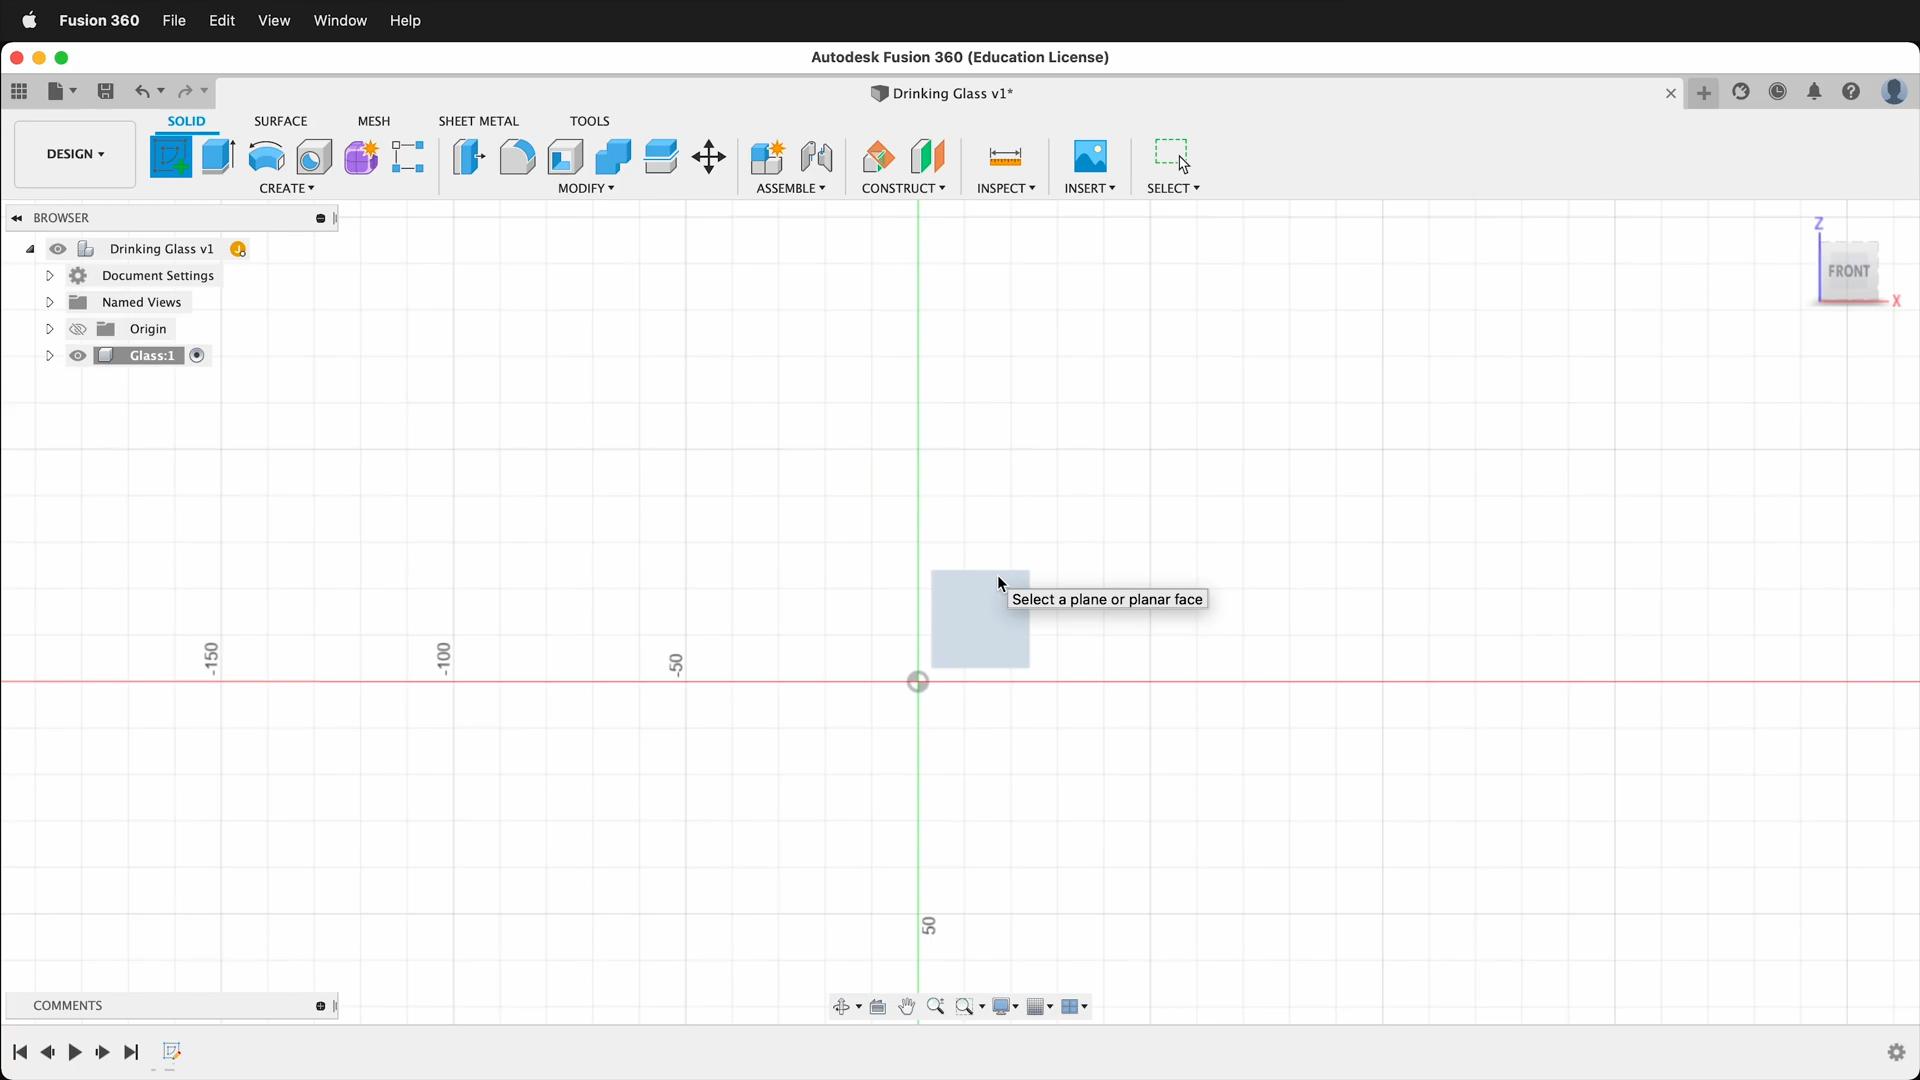 Fusion 360 File Edit View Window Help
Autodesk Fusion 360 (Education License)
Drinking Glass v1*
SOLID SURFACE MESH SHEET METAL TOOLS
DESIGN
CREATE MODIFY ASSEMBLE CONSTRUCT INSPECT INSERT SELECT
BROWSER
Drinking Glass v1
Document Settings
Named Views
Origin
Glass:1
Z
FRONT
X
Select a plane or planar face
-150
-100
-50
50
COMMENTS